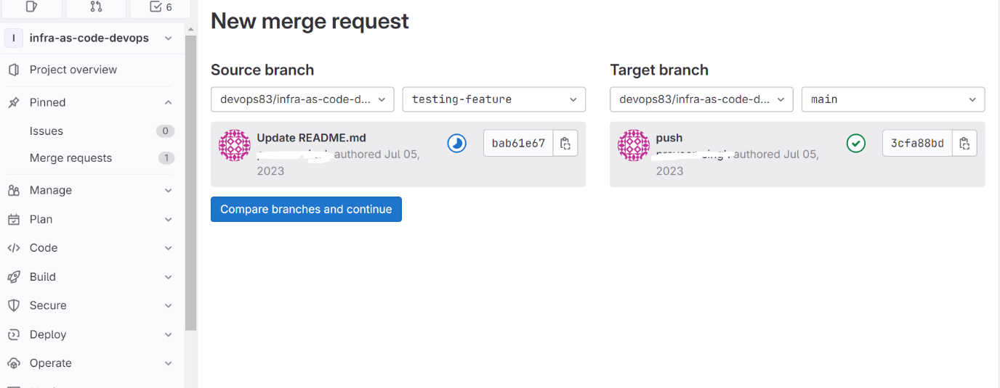 6
I infra-as-code-devops
Project overview
Pinned
Issues 0
Merge requests 1
Manage
Plan
Code
Build
Secure
Deploy
Operate
New merge request
Source branch
devops83/infra-as-code-d... testing-feature
Update README.md
authored Jul 05,
2023
bab61e67
Compare branches and continue
Target branch
devops83/infra-as-code-d... main
push
authored Jul 05,
2023
3cfa88bd